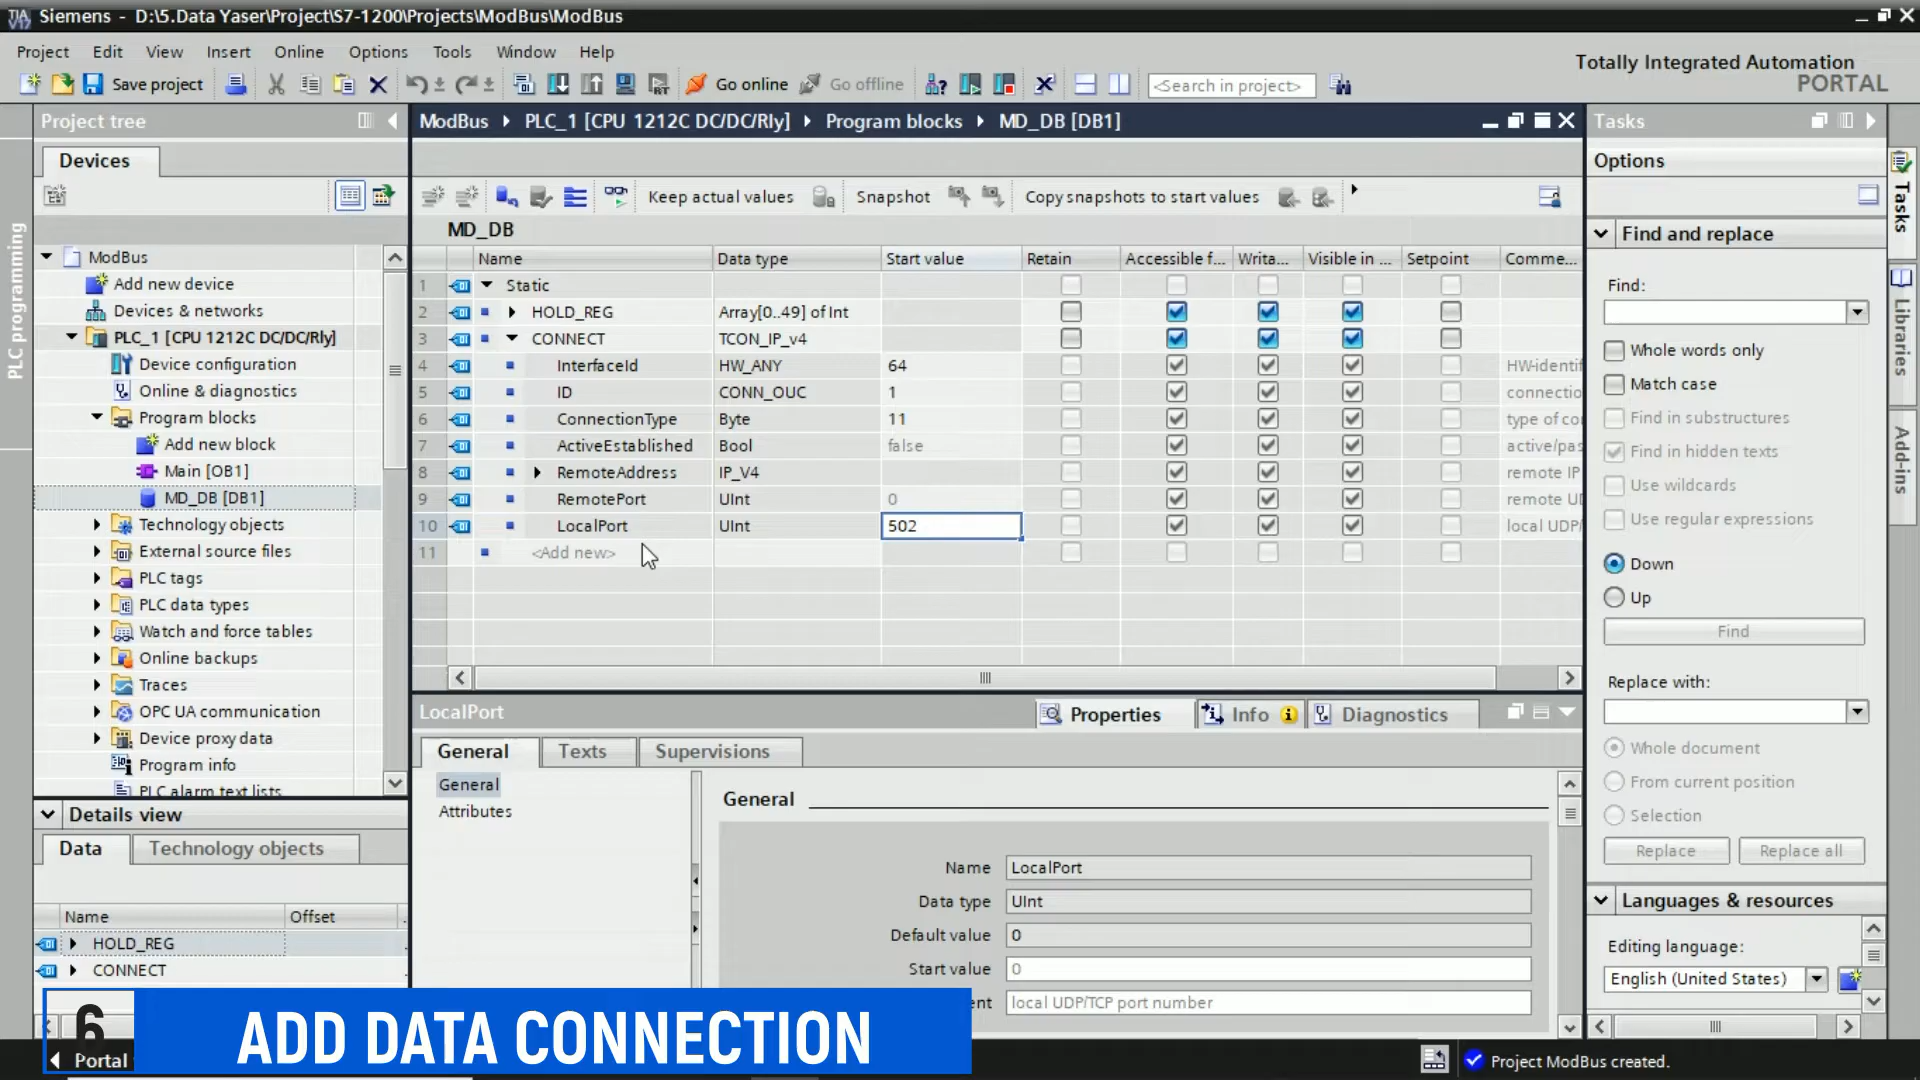 Siemens - D:\5.Data Yaser\Project\S7-1200\Projects\ModBus\ModBus
Project Edit View Insert Online Options Tools Window Help
Totally Integrated Automation
PORTAL
Save project Go online Go offline <Search in project>
Project tree
ModBus PLC_1 [CPU 1212C DC/DC/Rly] Program blocks MD_DB [DB1]
Tasks
Devices
Options
Keep actual values Snapshot Copy snapshots to start values
PLC programming
Tasks
Libraries
Add-ins
ModBus
Add new device
Devices & networks
PLC_1 [CPU 1212C DC/DC/Rly]
Device configuration
Online & diagnostics
Program blocks
Add new block
Main [OB1]
MD_DB [DB1]
Technology objects
External source files
PLC tags
PLC data types
Watch and force tables
Online backups
Traces
OPC UA communication
Device proxy data
Program info
PLC alarm text lists
MD_DB
Name Data type Start value Retain Accessible f... Writa... Visible in ... Setpoint Comme...
1 Static
2 HOLD_REG Array[0..49] of Int
3 CONNECT TCON_IP_v4
4 InterfaceId HW_ANY 64 HW-identif
5 ID CONN_OUC 1 connectio
6 ConnectionType Byte 11 type of co
7 ActiveEstablished Bool false active/pas
8 RemoteAddress IP_V4 remote IP
9 RemotePort UInt 0 remote UD
10 LocalPort UInt 502 local UDP/
11 <Add new>
Find and replace
Find:
Whole words only
Match case
Find in substructures
Find in hidden texts
Use wildcards
Use regular expressions
Down
Up
Find
Replace with:
Whole document
From current position
Selection
Replace Replace all
Languages & resources
Editing language:
English (United States)
LocalPort
Properties Info Diagnostics
General Texts Supervisions
General
Attributes
General
Name LocalPort
Data type UInt
Default value 0
Start value 0
ent local UDP/TCP port number
Details view
Data Technology objects
Name Offset
HOLD_REG
CONNECT
6 ADD DATA CONNECTION
Portal
Project ModBus created.